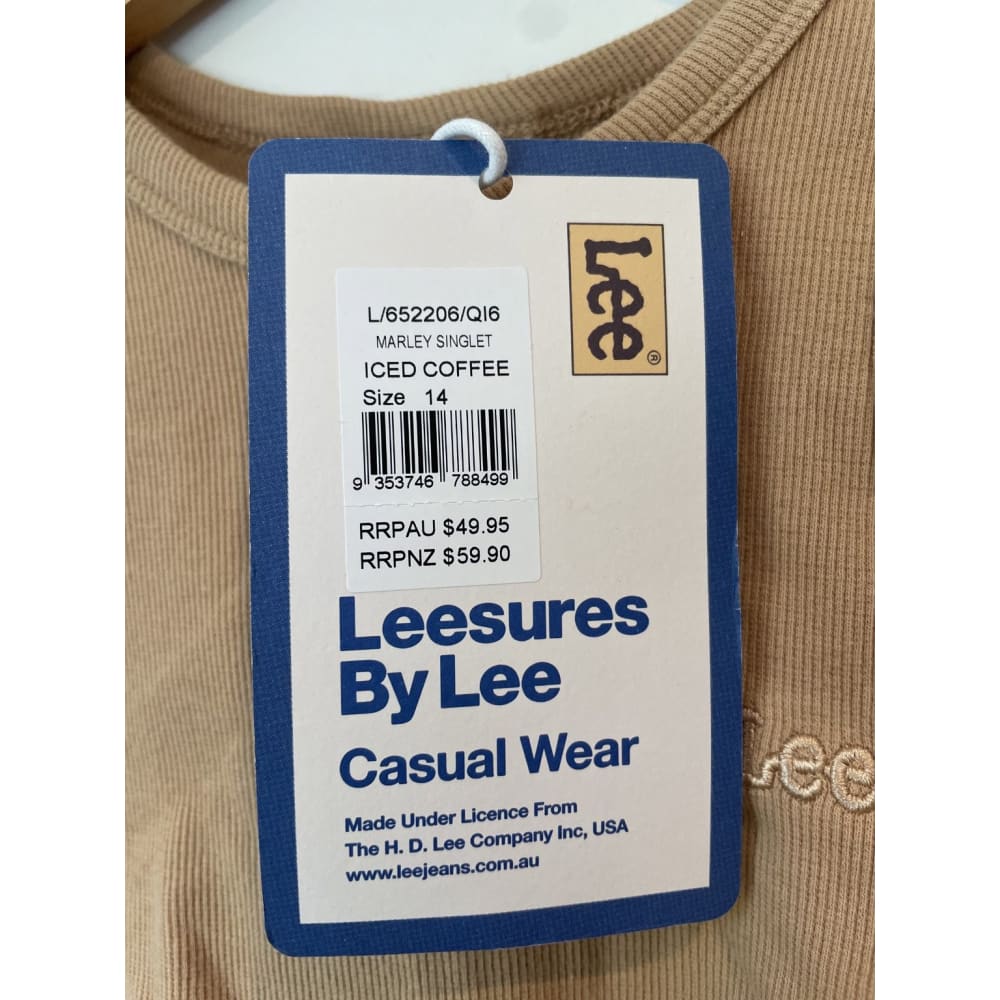 Lee
®
L/652206/QI6
MARLEY SINGLET
ICED COFFEE
Size 14
9 353746 788499
RRPAU $49.95
RRPNZ $59.90
Leesures
By Lee
Casual Wear
Made Under Licence From
The H. D. Lee Company Inc, USA
www.leejeans.com.au
Lee